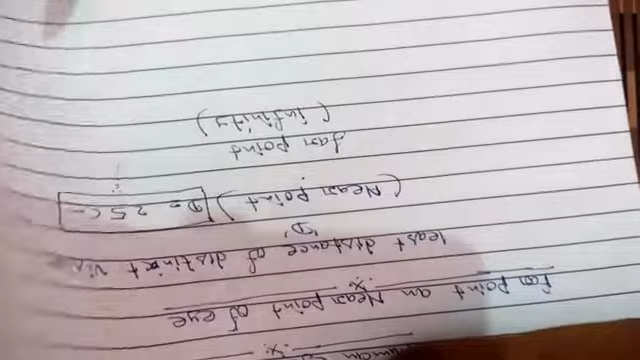 Far point an Near point of eye
least distance of distinct
'D'
(Near point) D = 25 c
far point
(infinity)